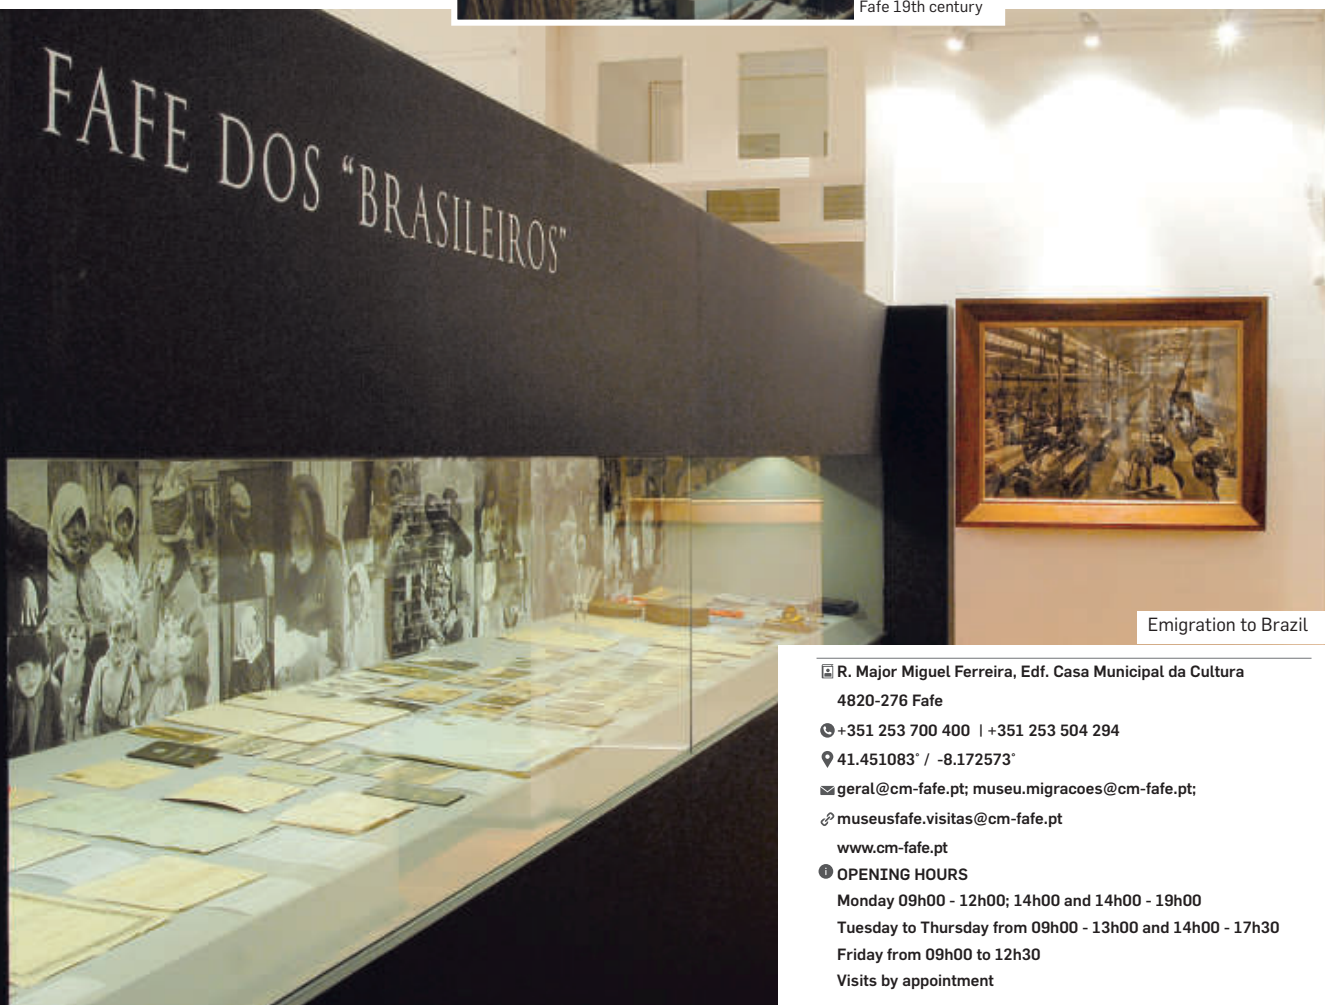 Fafe 19th century
FAFE DOS “BRASILEIROS”
Emigration to Brazil
R. Major Miguel Ferreira, Edf. Casa Municipal da Cultura
4820-276 Fafe
+351 253 700 400 | +351 253 504 294
41.451083° / -8.172573°
geral@cm-fafe.pt; museu.migracoes@cm-fafe.pt;
museusfafe.visitas@cm-fafe.pt
www.cm-fafe.pt
OPENING HOURS
Monday 09h00 - 12h00; 14h00 and 14h00 - 19h00
Tuesday to Thursday from 09h00 - 13h00 and 14h00 - 17h30
Friday from 09h00 to 12h30
Visits by appointment